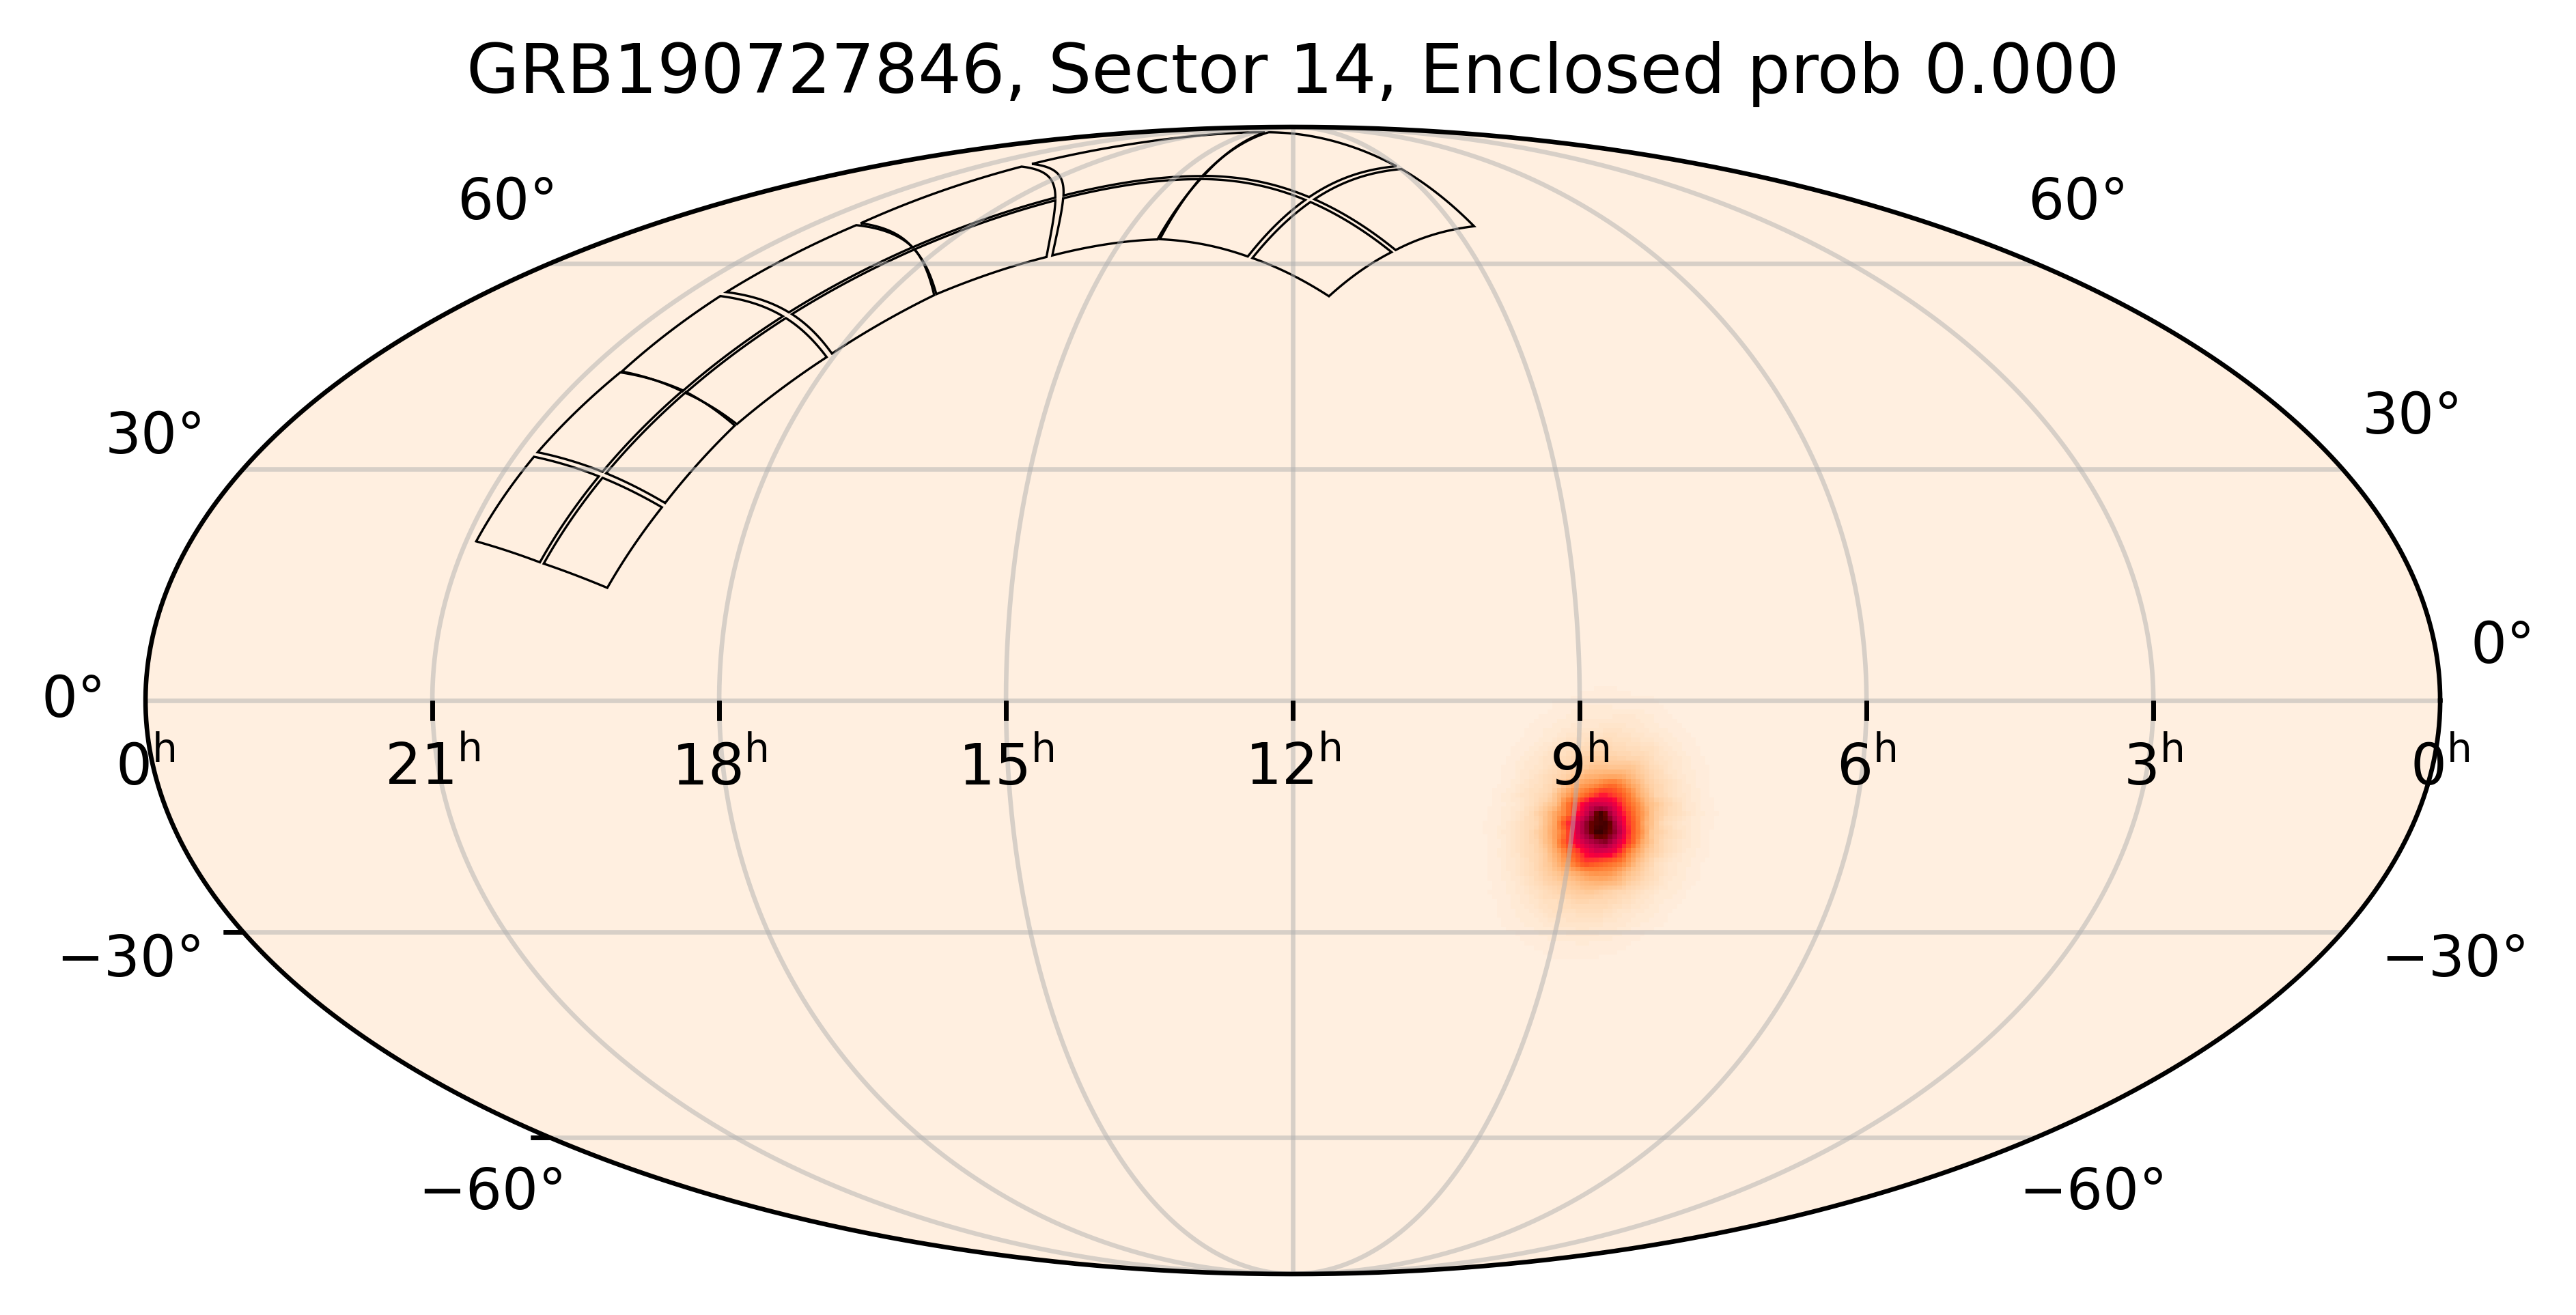 GRB190727846, Sector 14, Enclosed prob 0.000
60° 60°
30° 30°
0° 0°
0ʰ 21ʰ 18ʰ 15ʰ 12ʰ 9ʰ 6ʰ 3ʰ 0ʰ
−30° −30°
−60° −60°